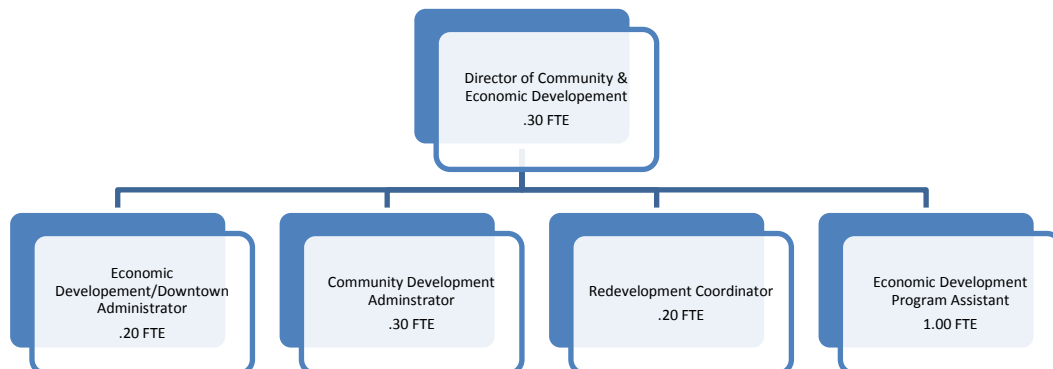 Director of Community &
Economic Developement
.30 FTE
Economic
Developement/Downtown
Administrator
.20 FTE
Community Development
Adminstrator
.30 FTE
Redevelopment Coordinator
.20 FTE
Economic Development
Program Assistant
1.00 FTE